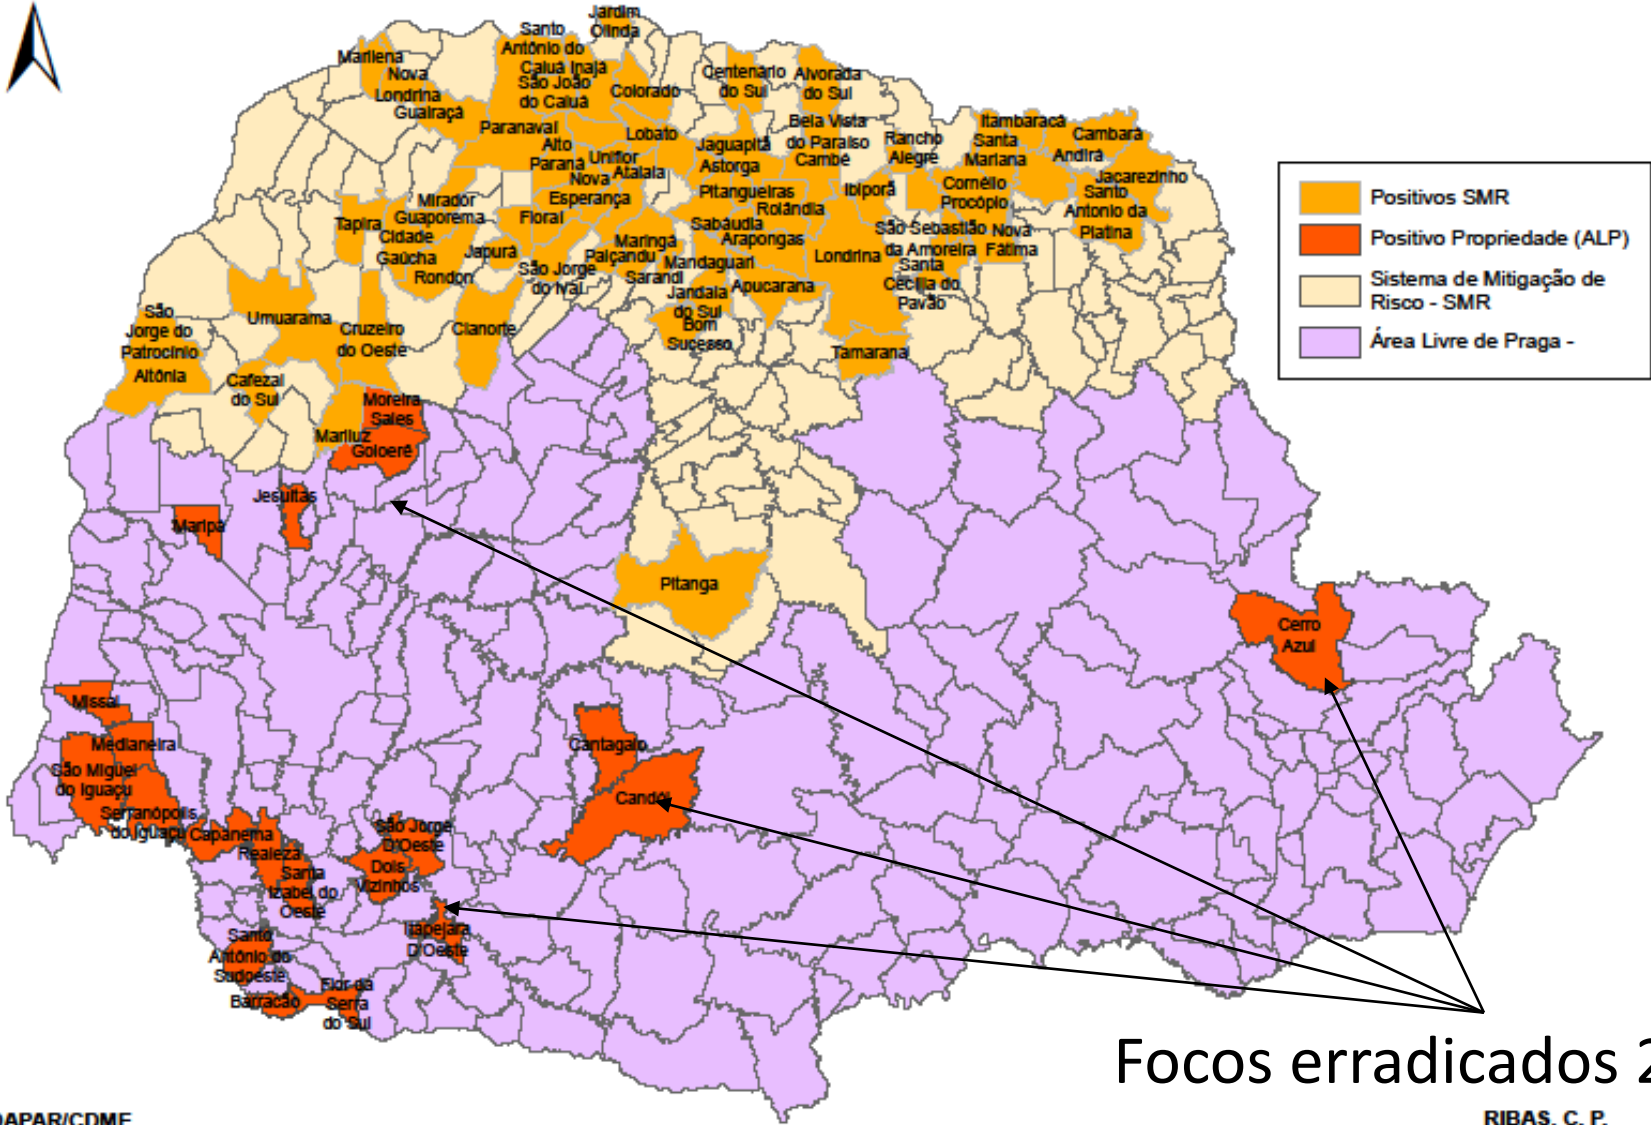 Jardim
Olinda
Santo
Antônio do
Caiuá Inajá
São João
do Caiuá
Marilena
Nova
Londrina
Guairaçá
Colorado
Centenário
do Sul
Alvorada
do Sul
Paranavaí
Alto
Paraná
Lobato
Uniflor
Nova
Atalaia
Esperança
Jaguapitã
Astorga
Bela Vista
do Paraíso
Cambé
Rancho
Alegre
Itambaracá
Santa
Mariana
Cambará
Andirá
Jacarezinho
Santo
Antonio da
Platina
Cornélio
Procópio
Ibiporã
Pitangueiras
Rolândia
Sabáudia
Arapongas
Londrina
São Sebastião
da Amoreira
Nova
Fátima
Santa
Cecília do
Pavão
Mirador
Guaporema
Cidade
Gaúcha
Rondon
Tapira
Japurá
Floraí
São Jorge
do Ivaí
Maringá
Paiçandu
Sarandi
Mandaguari
Jandaia
do Sul
Apucarana
Bom
Sucesso
Tamarana
São
Jorge do
Patrocínio
Altônia
Umuarama
Cruzeiro
do Oeste
Cianorte
Cafezal
do Sul
Moreira
Sales
Mariluz
Goioerê
Jesuítas
Maripá
Pitanga
Cerro
Azul
Missal
Medianeira
São Miguel
do Iguaçu
Serranópolis
do Iguaçu
Capanema
Realeza
Santa
Izabel do
Oeste
São Jorge
D'Oeste
Dois
Vizinhos
Cantagalo
Candói
Itapejara
D'Oeste
Santo
Antônio do
Sudoeste
Barracão
Flor da
Serra
do Sul
Positivos SMR
Positivo Propriedade (ALP)
Sistema de Mitigação de
Risco - SMR
Área Livre de Praga -
Focos erradicados 2
DAPAR/CDME
RIBAS, C. P.